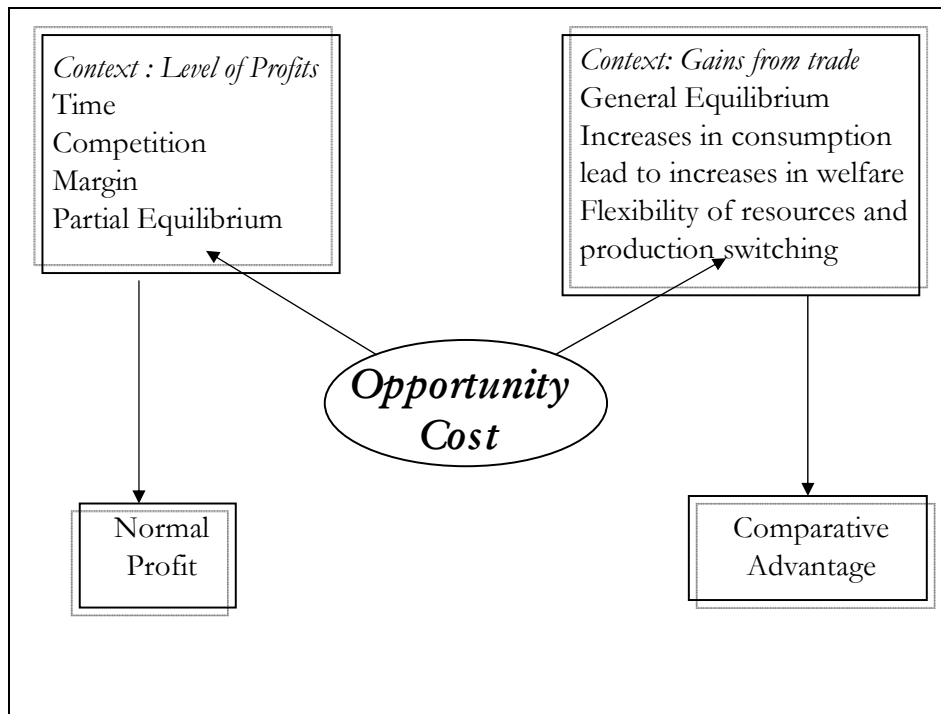 Context : Level of Profits
Time
Competition
Margin
Partial Equilibrium
Context: Gains from trade
General Equilibrium
Increases in consumption
lead to increases in welfare
Flexibility of resources and
production switching
Opportunity
Cost
Normal
Profit
Comparative
Advantage